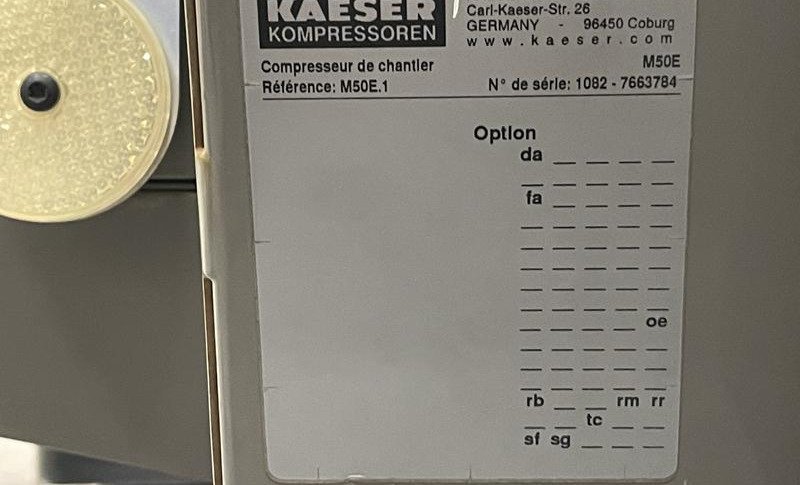 KAESER
KOMPRESSOREN
Carl-Kaeser-Str. 26
GERMANY - 96450 Coburg
www.kaeser.com
Compresseur de chantier M50E
Référence: M50E.1 N° de série: 1082 - 7663784
Option
da _ _ _ _
_ _ _ _ _
fa _ _ _ _
_ _ _ _ _
_ _ _ _ _
_ _ _ _ _
_ _ _ _ _
_ _ _ _ oe
_ _ _ _ _
_ _ _ _ _
rb _ _ rm rr
_ _ tc _ _
sf sg _ _ _